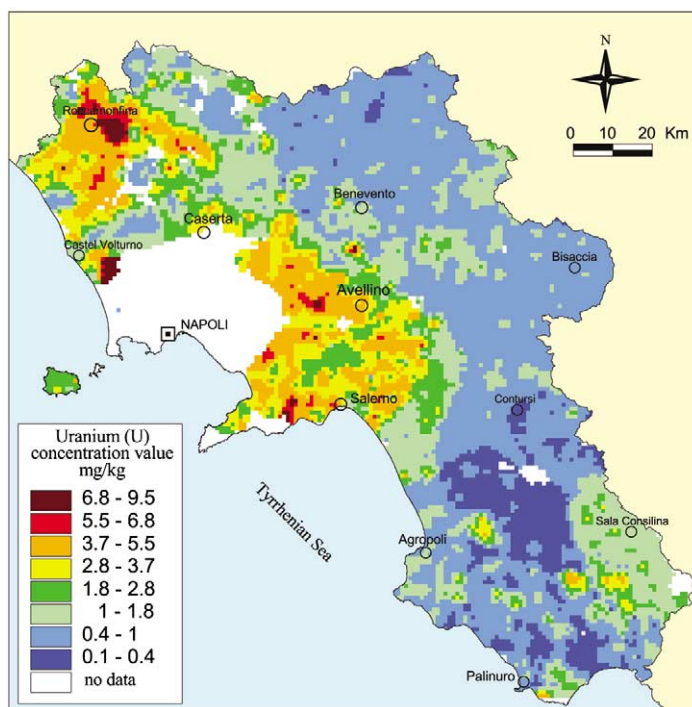 N
0 10 20 Km
Roccamonfina
Benevento
Caserta
Castel Volturno
Bisaccia
Avellino
NAPOLI
Salerno
Contursi
Uranium (U)
concentration value
mg/kg
6.8 - 9.5
5.5 - 6.8
3.7 - 5.5
2.8 - 3.7
1.8 - 2.8
1 - 1.8
0.4 - 1
0.1 - 0.4
no data
Tyrrhenian Sea
Sala Consilina
Agropoli
Palinuro